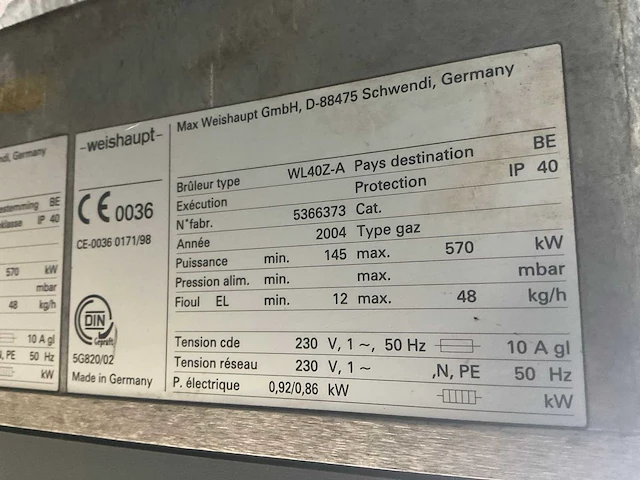 ndi, Germany
estemming BE
klasse IP 40
570 kW
mbar
48 kg/h
10 A gl
N, PE 50 Hz
kW
-weishaupt-
CE 0036
CE-0036 0171/98
DIN
Geprüft
5G820/02
Made in Germany
Max Weishaupt GmbH, D-88475 Schwendi, Germany
Brûleur type WL40Z-A Pays destination BE
Exécution Protection IP 40
N°fabr. 5366373 Cat.
Année 2004 Type gaz
Puissance min. 145 max. 570 kW
Pression alim. min. max. mbar
Fioul EL min. 12 max. 48 kg/h
Tension cde 230 V, 1 ~, 50 Hz 10 A gl
Tension réseau 230 V, 1 ~ ,N, PE 50 Hz
P. électrique 0,92/0,86 kW kW